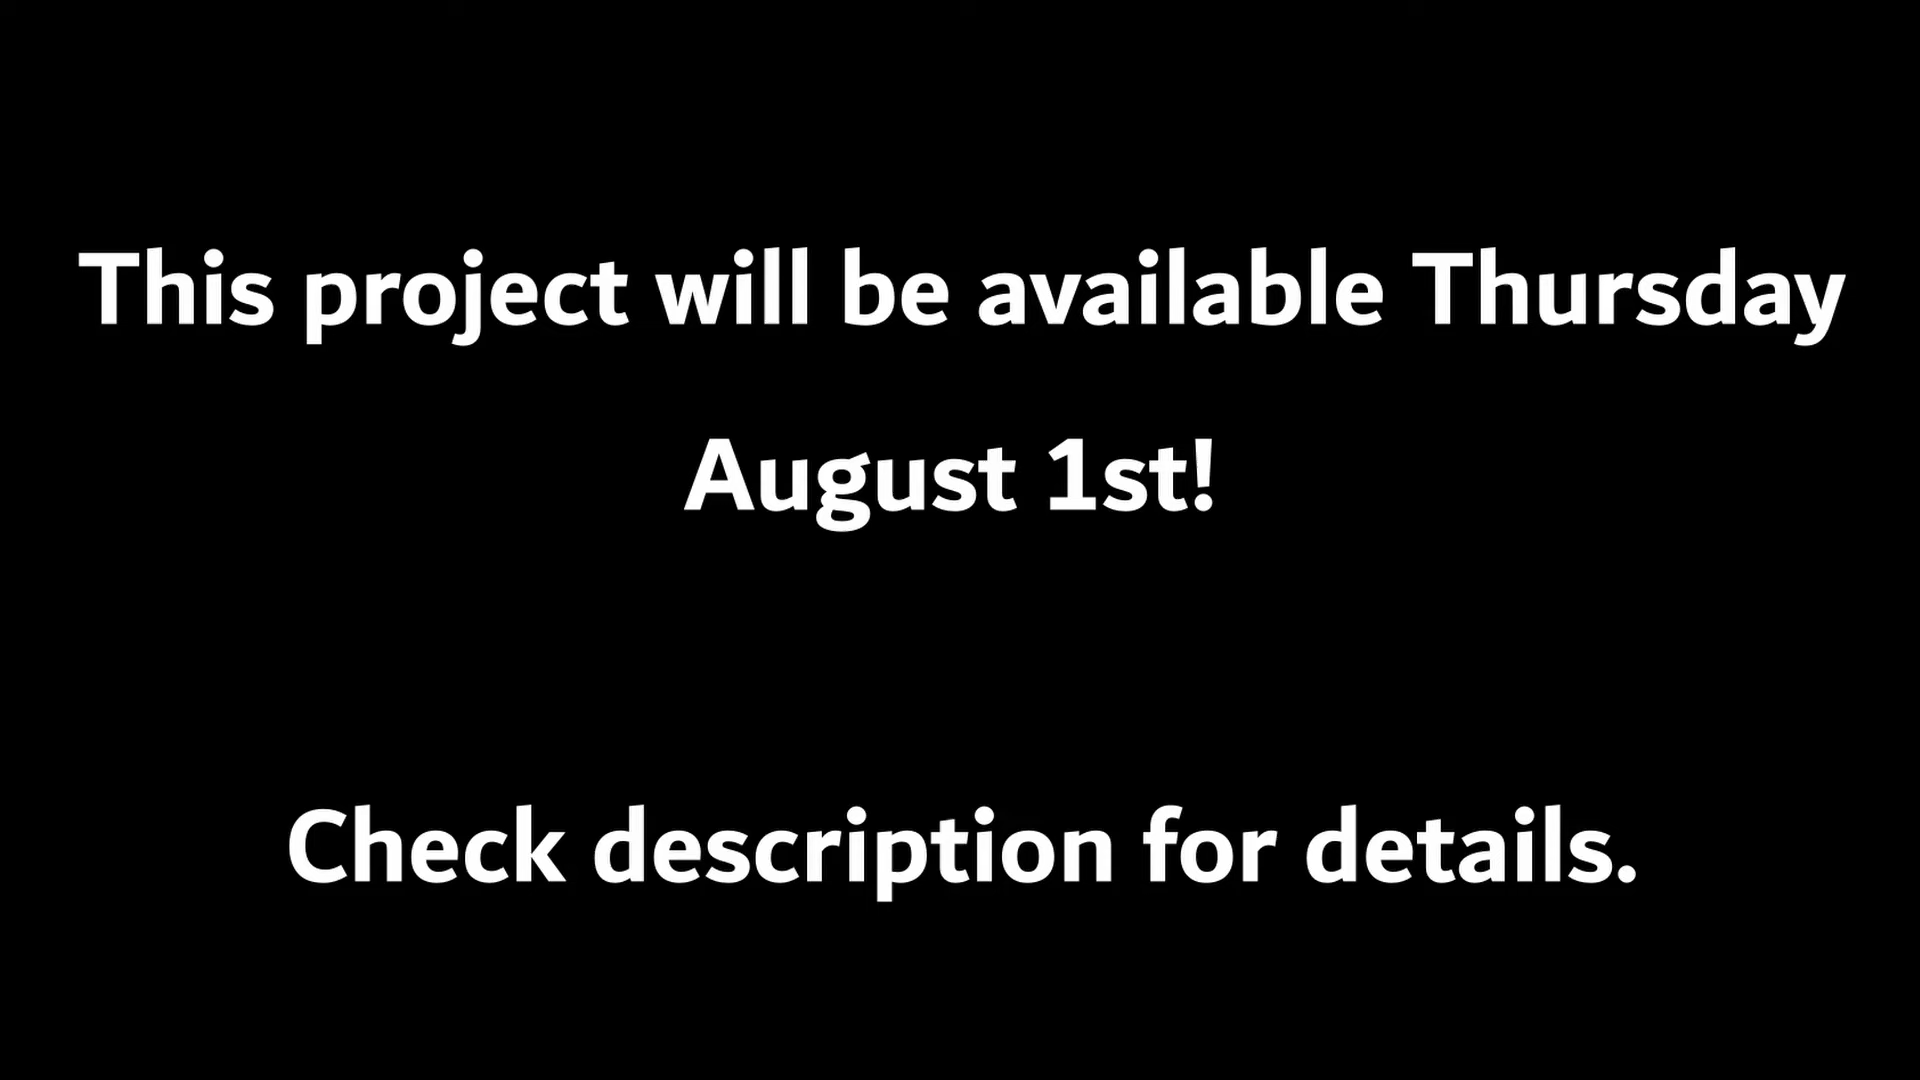 This project will be available Thursday
August 1st!
Check description for details.